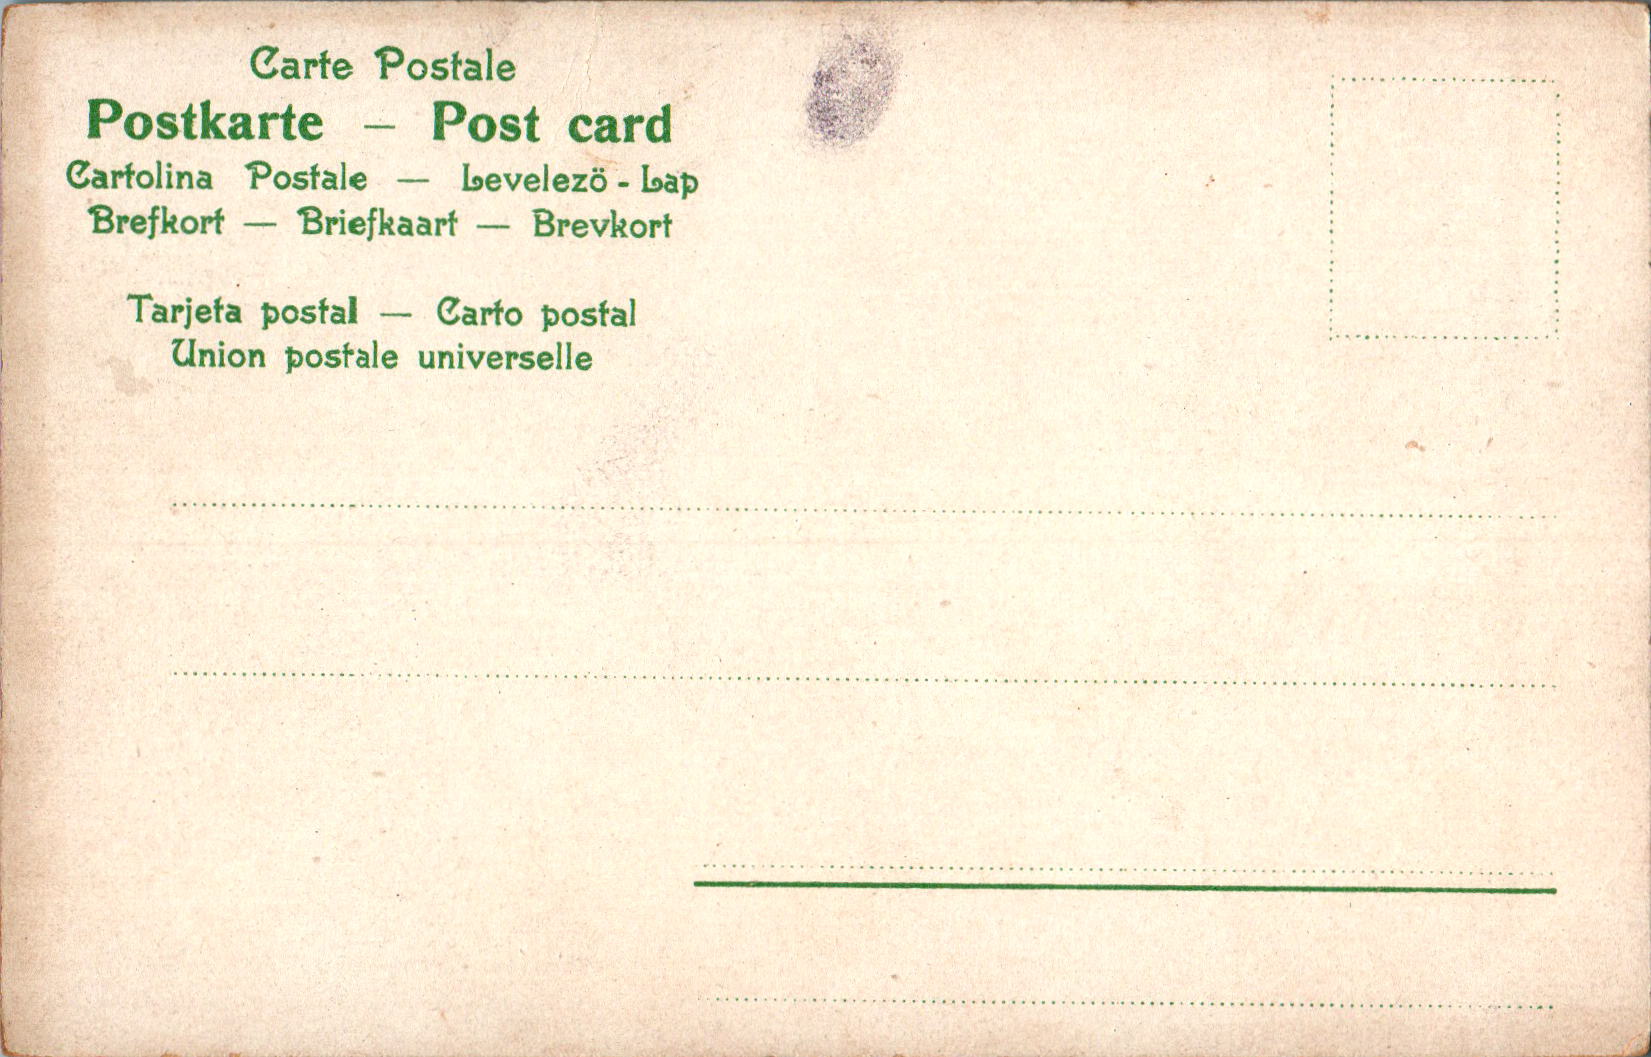 Carte Postale
Postkarte — Post card
Cartolina Postale — Levelezö - Lap
Brefkort — Briefkaart — Brevkort
Tarjeta postal — Carto postal
Union postale universelle